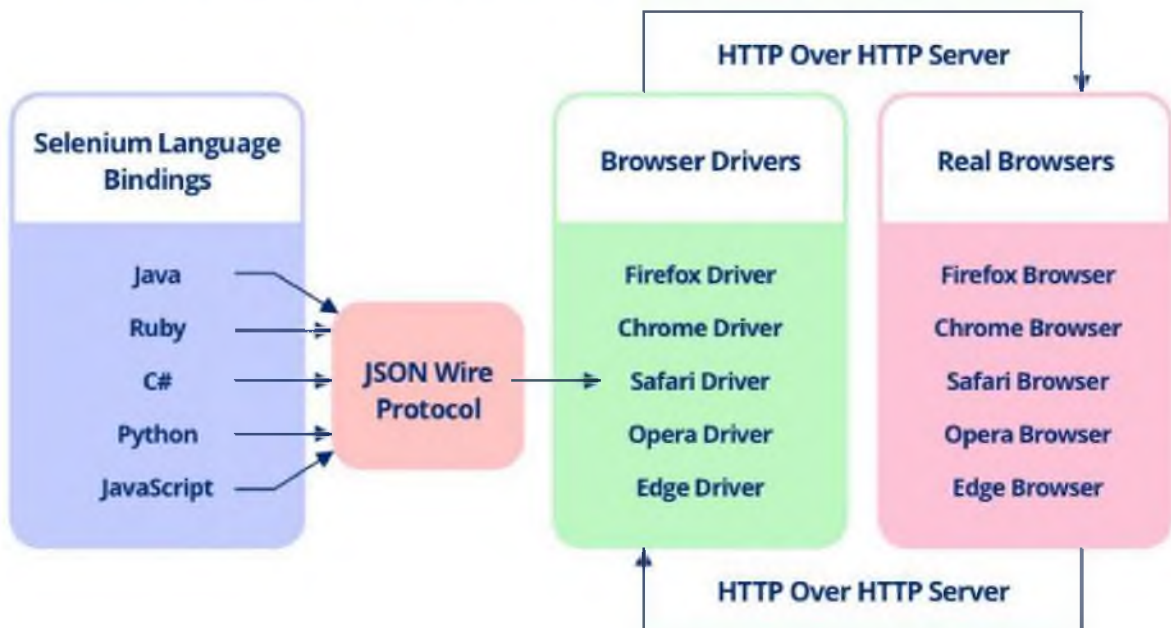 HTTP Over HTTP Server
Selenium Language
Bindings
Java
Ruby
C#
Python
JavaScript
JSON Wire
Protocol
Browser Drivers
Firefox Driver
Chrome Driver
Safari Driver
Opera Driver
Edge Driver
Real Browsers
Firefox Browser
Chrome Browser
Safari Browser
Opera Browser
Edge Browser
HTTP Over HTTP Server